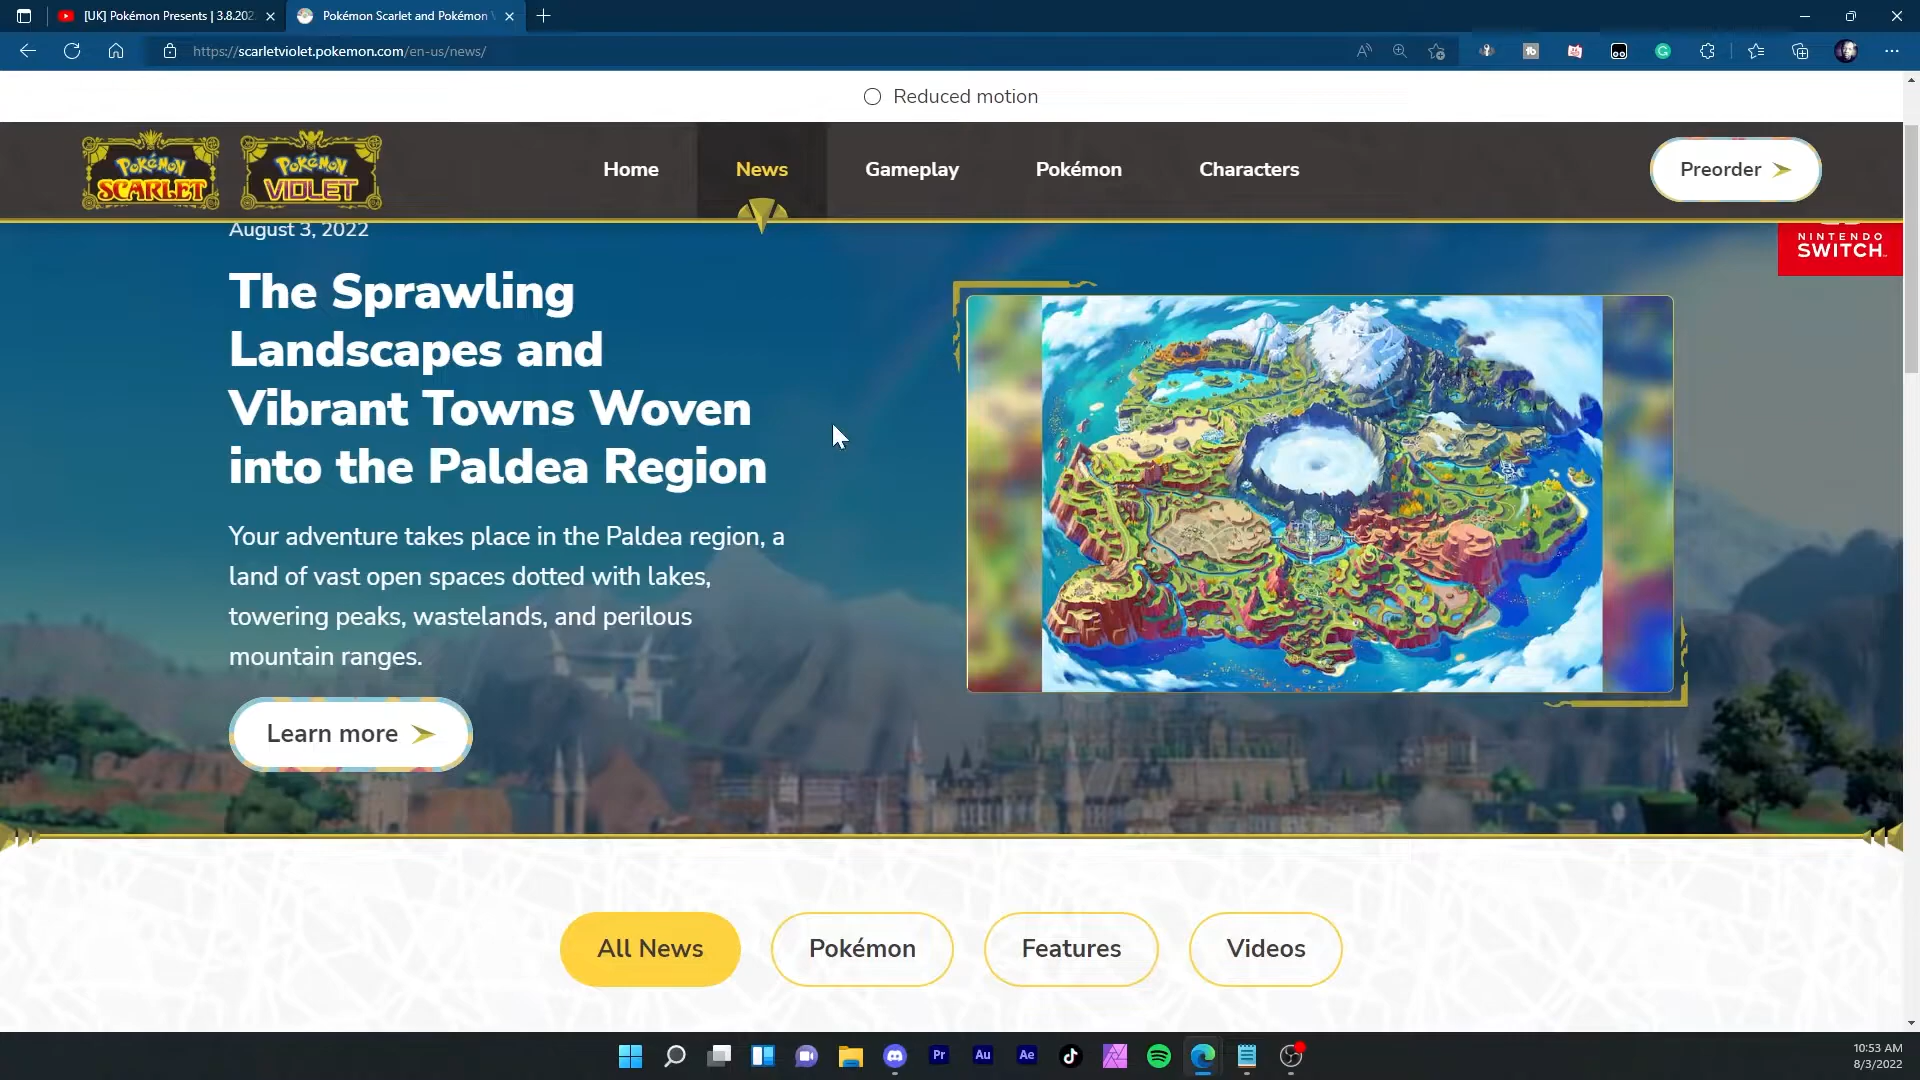 [UK] Pokémon Presents | 3.8.202
Pokémon Scarlet and Pokémon V
https://scarletviolet.pokemon.com/en-us/news/
Reduced motion
POKÉMON SCARLET
POKÉMON VIOLET
Home
News
Gameplay
Pokémon
Characters
Preorder
August 3, 2022
NINTENDO
SWITCH
The Sprawling
Landscapes and
Vibrant Towns Woven
into the Paldea Region
Your adventure takes place in the Paldea region, a
land of vast open spaces dotted with lakes,
towering peaks, wastelands, and perilous
mountain ranges.
Learn more
All News
Pokémon
Features
Videos
Pr
Au
Ae
10:53 AM
8/3/2022